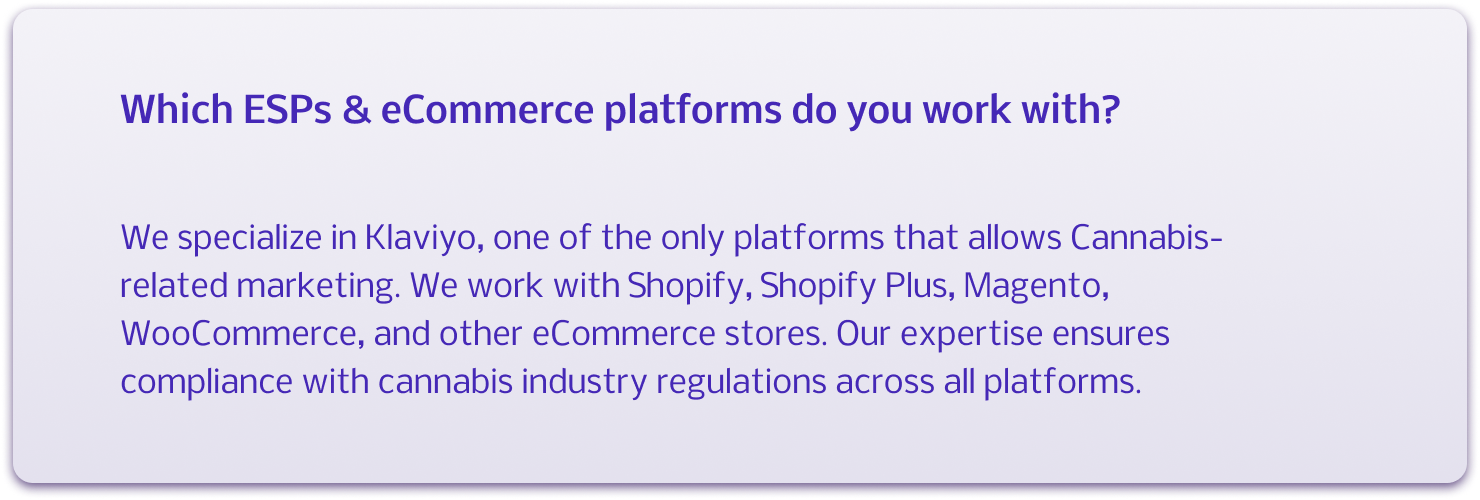 Which ESPs & eCommerce platforms do you work with?
We specialize in Klaviyo, one of the only platforms that allows Cannabis-
related marketing. We work with Shopify, Shopify Plus, Magento,
WooCommerce, and other eCommerce stores. Our expertise ensures
compliance with cannabis industry regulations across all platforms.